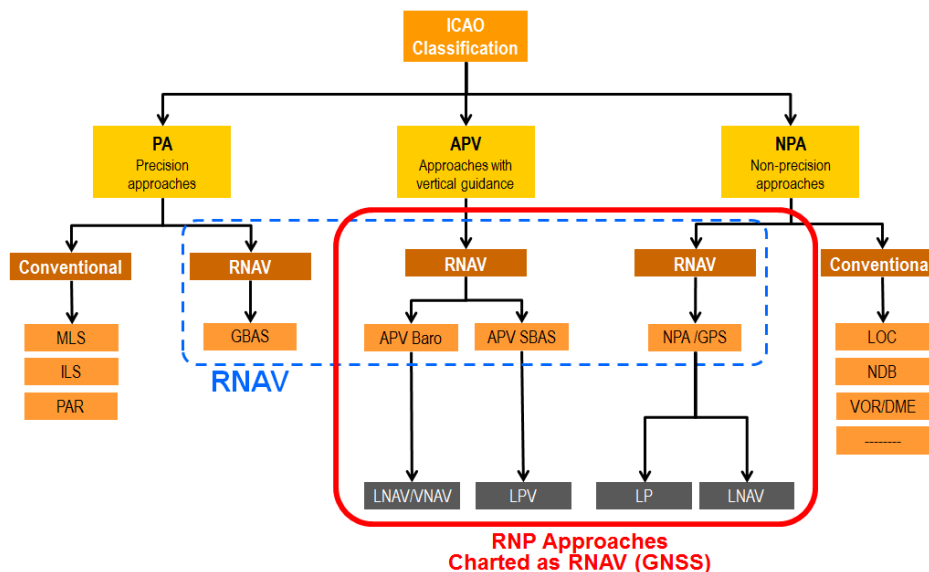 ICAO
Classification
PA
Precision
approaches
APV
Approaches with
vertical guidance
NPA
Non-precision
approaches
Conventional
RNAV
RNAV
RNAV
Conventional
MLS
GBAS
APV Baro
APV SBAS
NPA /GPS
LOC
ILS
NDB
RNAV
PAR
VOR/DME
--------
LNAV/VNAV
LPV
LP
LNAV
RNP Approaches
Charted as RNAV (GNSS)